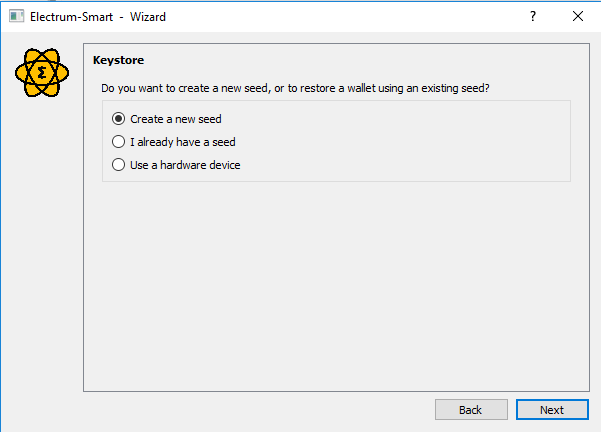 Electrum-Smart - Wizard
?
Keystore
Do you want to create a new seed, or to restore a wallet using an existing seed?
Create a new seed
I already have a seed
Use a hardware device
Back Next